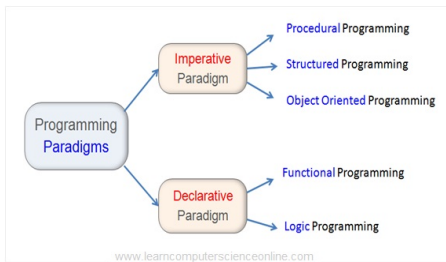 Programming
Paradigms
Imperative
Paradigm
Procedural Programming
Structured Programming
Object Oriented Programming
Declarative
Paradigm
Functional Programming
Logic Programming
www.learncomputerscienceonline.com